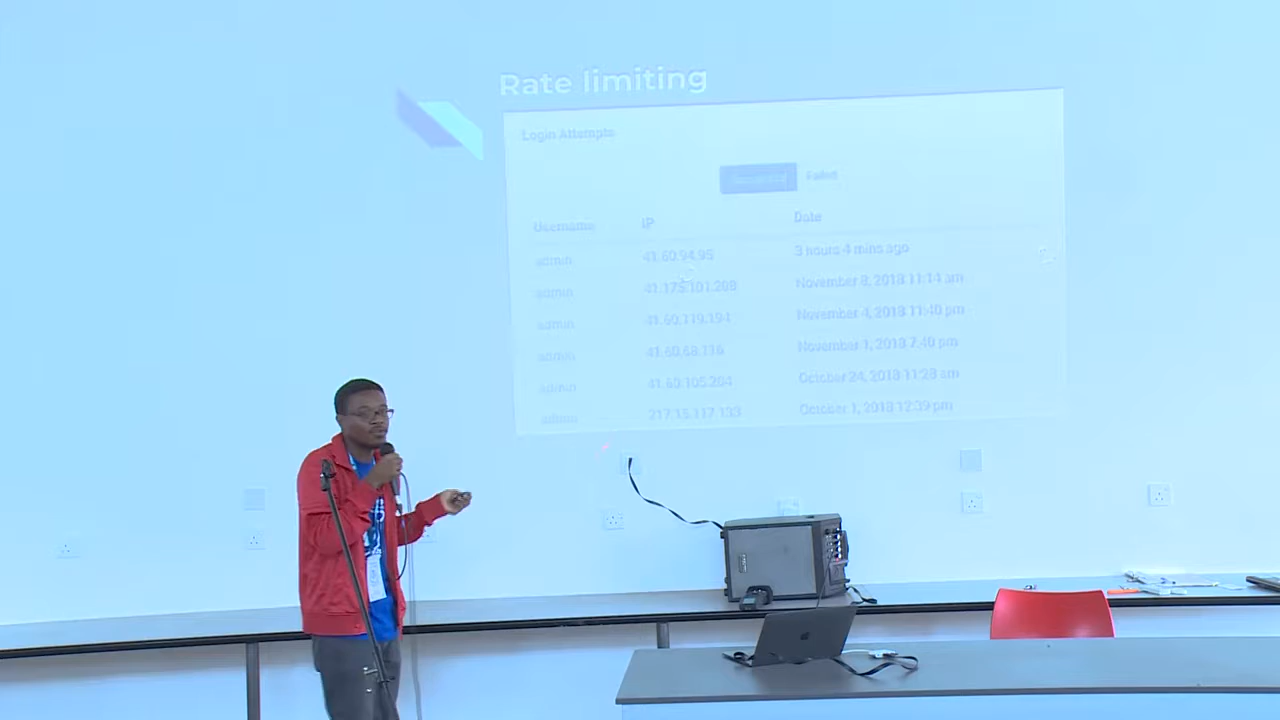 Rate limiting
Login Attempts
Failed
Username IP Date
admin 41.60.94.95 3 hours 4 mins ago
admin 41.175.101.208 November 8, 2018 11:14 am
admin 41.60.119.194 November 4, 2018 11:40 pm
admin 41.60.68.116 November 1, 2018 7:40 pm
admin 41.60.105.204 October 24, 2018 11:28 am
admin 217.15.117.133 October 1, 2018 12:39 pm